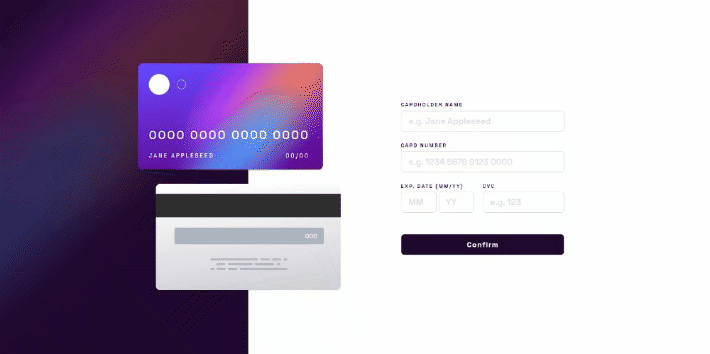 0000 0000 0000 0000
JANE APPLESEED 00/00
000
CARDHOLDER NAME
e.g. Jane Appleseed
CARD NUMBER
e.g. 1234 5678 9123 0000
EXP. DATE (MM/YY) CVC
MM YY e.g. 123
Confirm